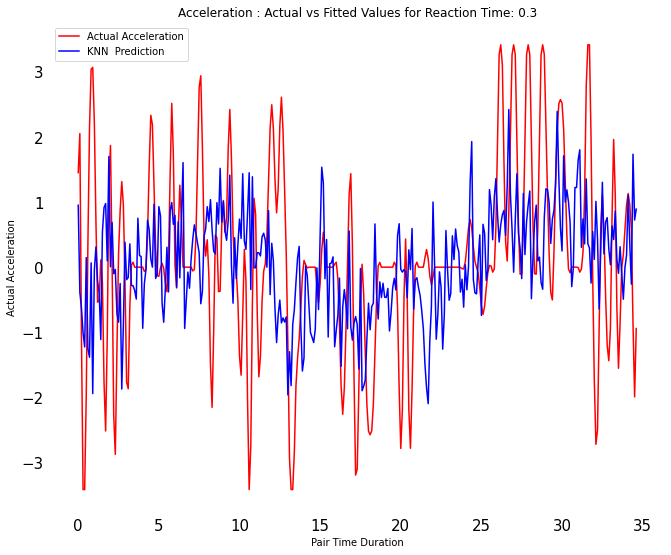 Acceleration : Actual vs Fitted Values for Reaction Time: 0.3
Actual Acceleration
KNN  Prediction
Actual Acceleration
3
2
1
0
−1
−2
−3
0 5 10 15 20 25 30 35
Pair Time Duration